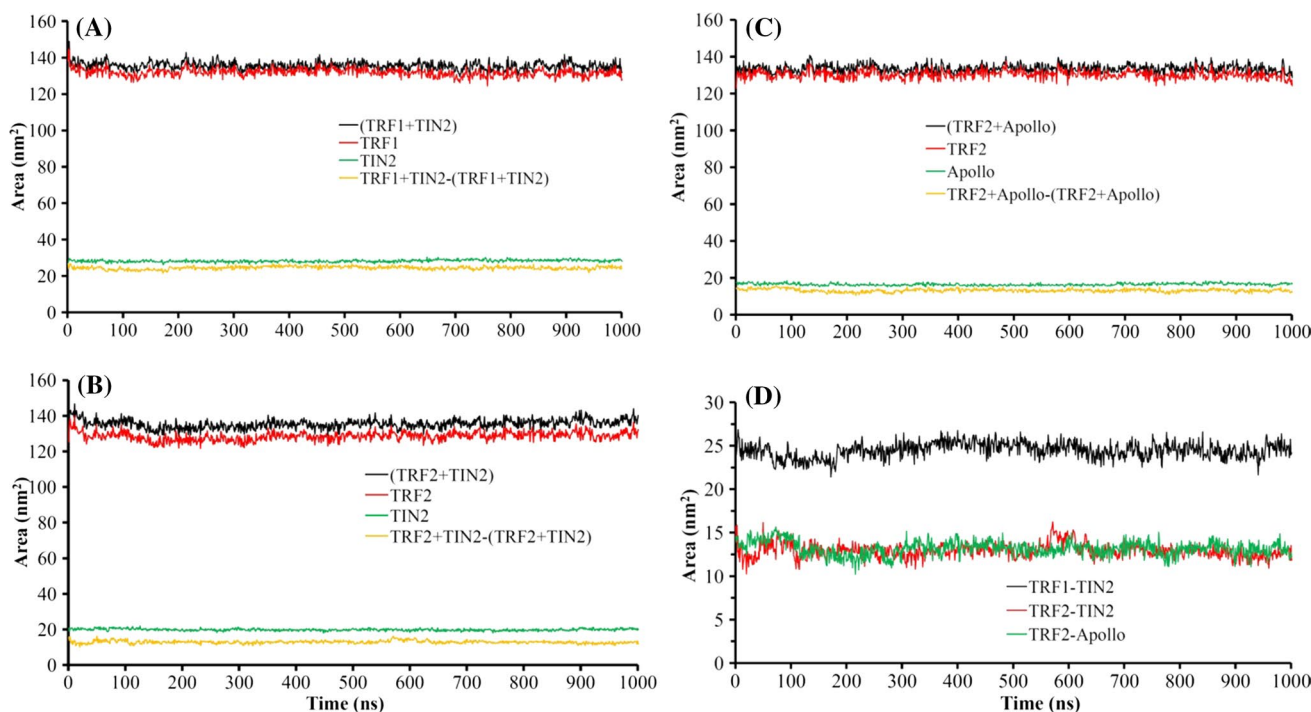 (A)
Area (nm²)
160
140
120
100
80
60
40
20
0
(TRF1+TIN2)
TRF1
TIN2
TRF1+TIN2-(TRF1+TIN2)
0 100 200 300 400 500 600 700 800 900 1000
(C)
Area (nm²)
160
140
120
100
80
60
40
20
0
(TRF2+Apollo)
TRF2
Apollo
TRF2+Apollo-(TRF2+Apollo)
0 100 200 300 400 500 600 700 800 900 1000
(B)
Area (nm²)
160
140
120
100
80
60
40
20
0
(TRF2+TIN2)
TRF2
TIN2
TRF2+TIN2-(TRF2+TIN2)
0 100 200 300 400 500 600 700 800 900 1000
Time (ns)
(D)
Area (nm²)
30
25
20
15
10
5
0
TRF1-TIN2
TRF2-TIN2
TRF2-Apollo
0 100 200 300 400 500 600 700 800 900 1000
Time (ns)